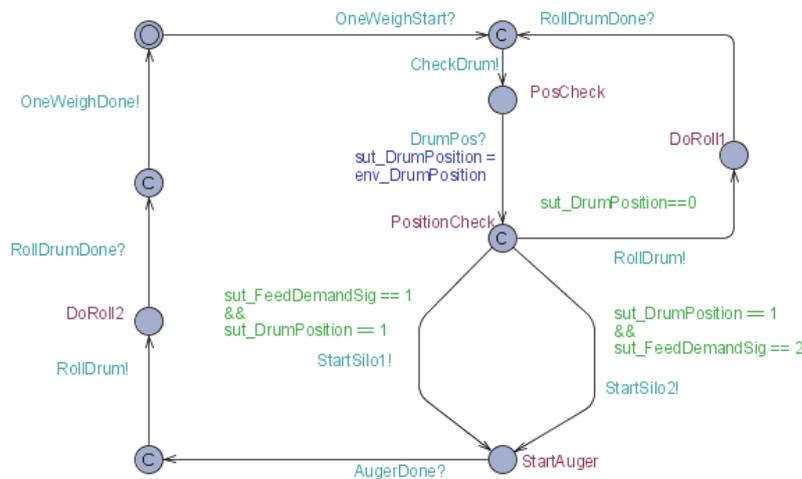 OneWeighStart?
RollDrumDone?
C
CheckDrum!
PosCheck
OneWeighDone!
DrumPos?
sut_DrumPosition =
env_DrumPosition
DoRoll1
C
sut_DrumPosition==0
PositionCheck
C
RollDrum!
RollDrumDone?
sut_FeedDemandSig == 1
&&
sut_DrumPosition == 1
DoRoll2
sut_DrumPosition == 1
&&
sut_FeedDemandSig == 2
StartSilo1!
RollDrum!
StartSilo2!
C
StartAuger
AugerDone?